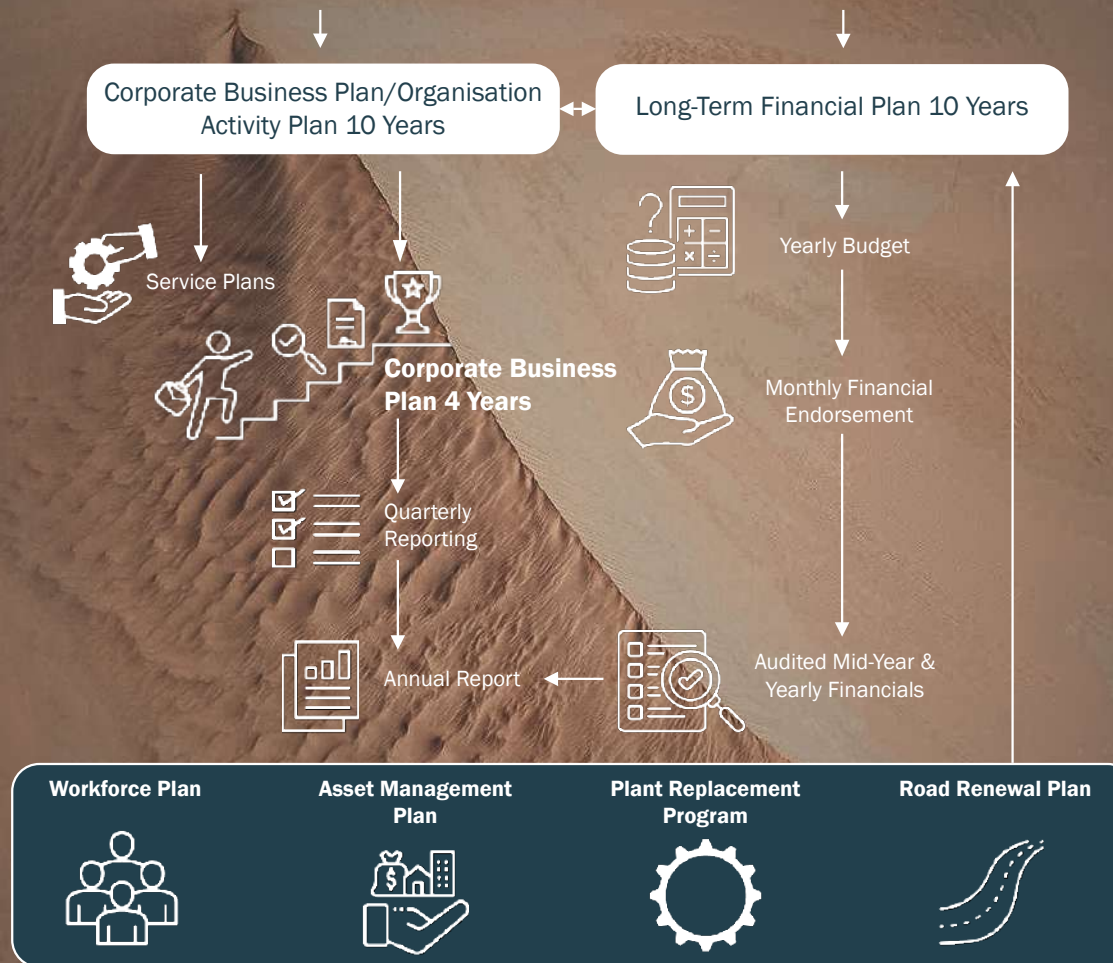 Corporate Business Plan/Organisation
Activity Plan 10 Years
Long-Term Financial Plan 10 Years
Service Plans
Corporate Business
Plan 4 Years
Quarterly
Reporting
Annual Report
Yearly Budget
Monthly Financial
Endorsement
Audited Mid-Year &
Yearly Financials
Workforce Plan
Asset Management
Plan
Plant Replacement
Program
Road Renewal Plan